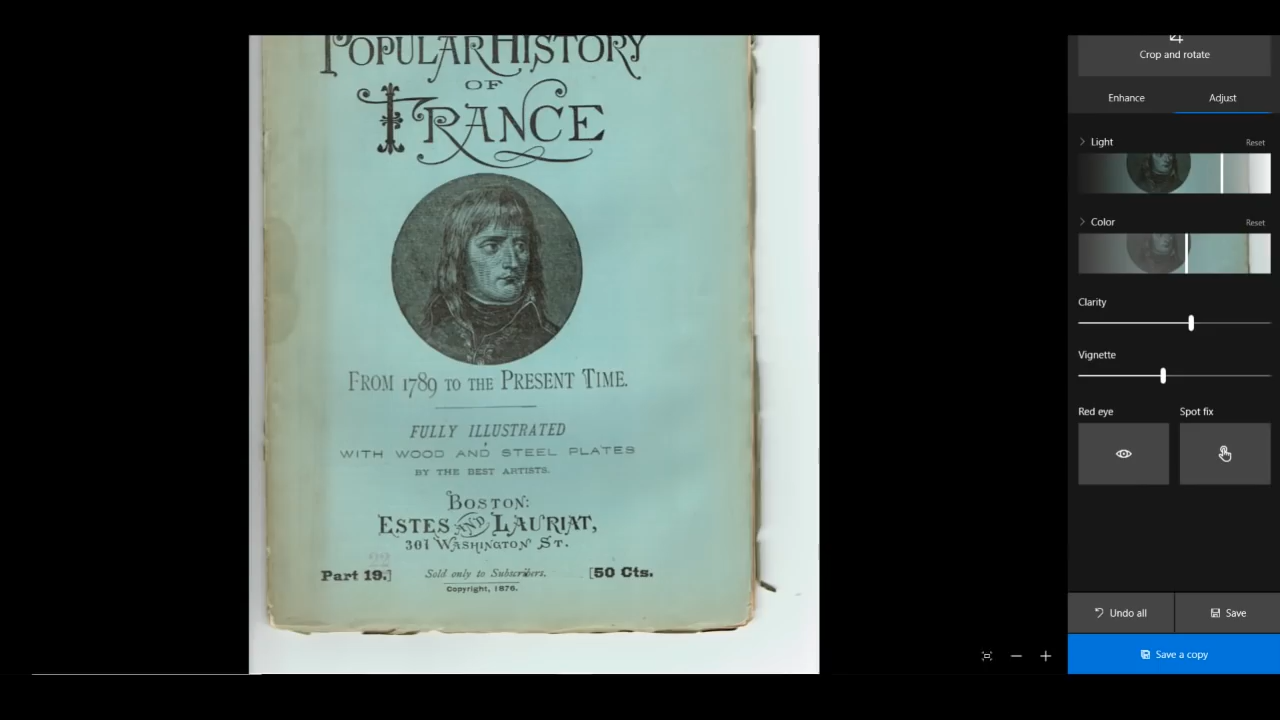 POPULAR HISTORY
OF
FRANCE
FROM 1789 TO THE PRESENT TIME.
FULLY ILLUSTRATED
WITH WOOD AND STEEL PLATES
BY THE BEST ARTISTS.
BOSTON:
ESTES AND LAURIAT,
301 WASHINGTON ST.
22
Part 19.]
Sold only to Subscribers.
[50 Cts.
Copyright, 1876.
Crop and rotate
Enhance
Adjust
Light
Reset
Color
Reset
Clarity
Vignette
Red eye
Spot fix
Undo all
Save
Save a copy